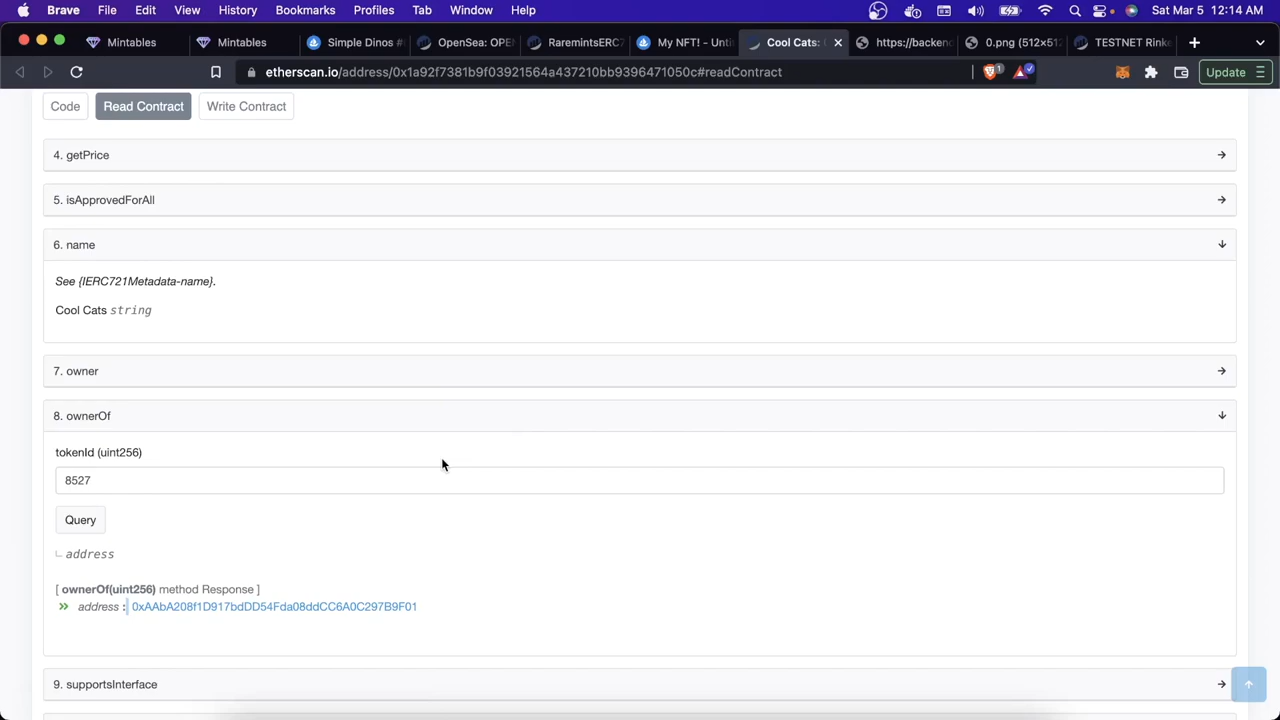 Brave File Edit View History Bookmarks Profiles Tab Window Help Sat Mar 5 12:14 AM
Mintables Mintables Simple Dinos # OpenSea: OPE RaremintsERC7 My NFT! - Unti Cool Cats: https://backen 0.png (512×512 TESTNET Rinke
etherscan.io/address/0x1a92f7381b9f03921564a437210bb9396471050c#readContract 1 Update
Code Read Contract Write Contract
4. getPrice
5. isApprovedForAll
6. name
See {IERC721Metadata-name}.
Cool Cats string
7. owner
8. ownerOf
tokenId (uint256)
8527
Query
address
[ ownerOf(uint256) method Response ]
address : 0xAAbA208f1D917bdDD54Fda08ddCC6A0C297B9F01
9. supportsInterface